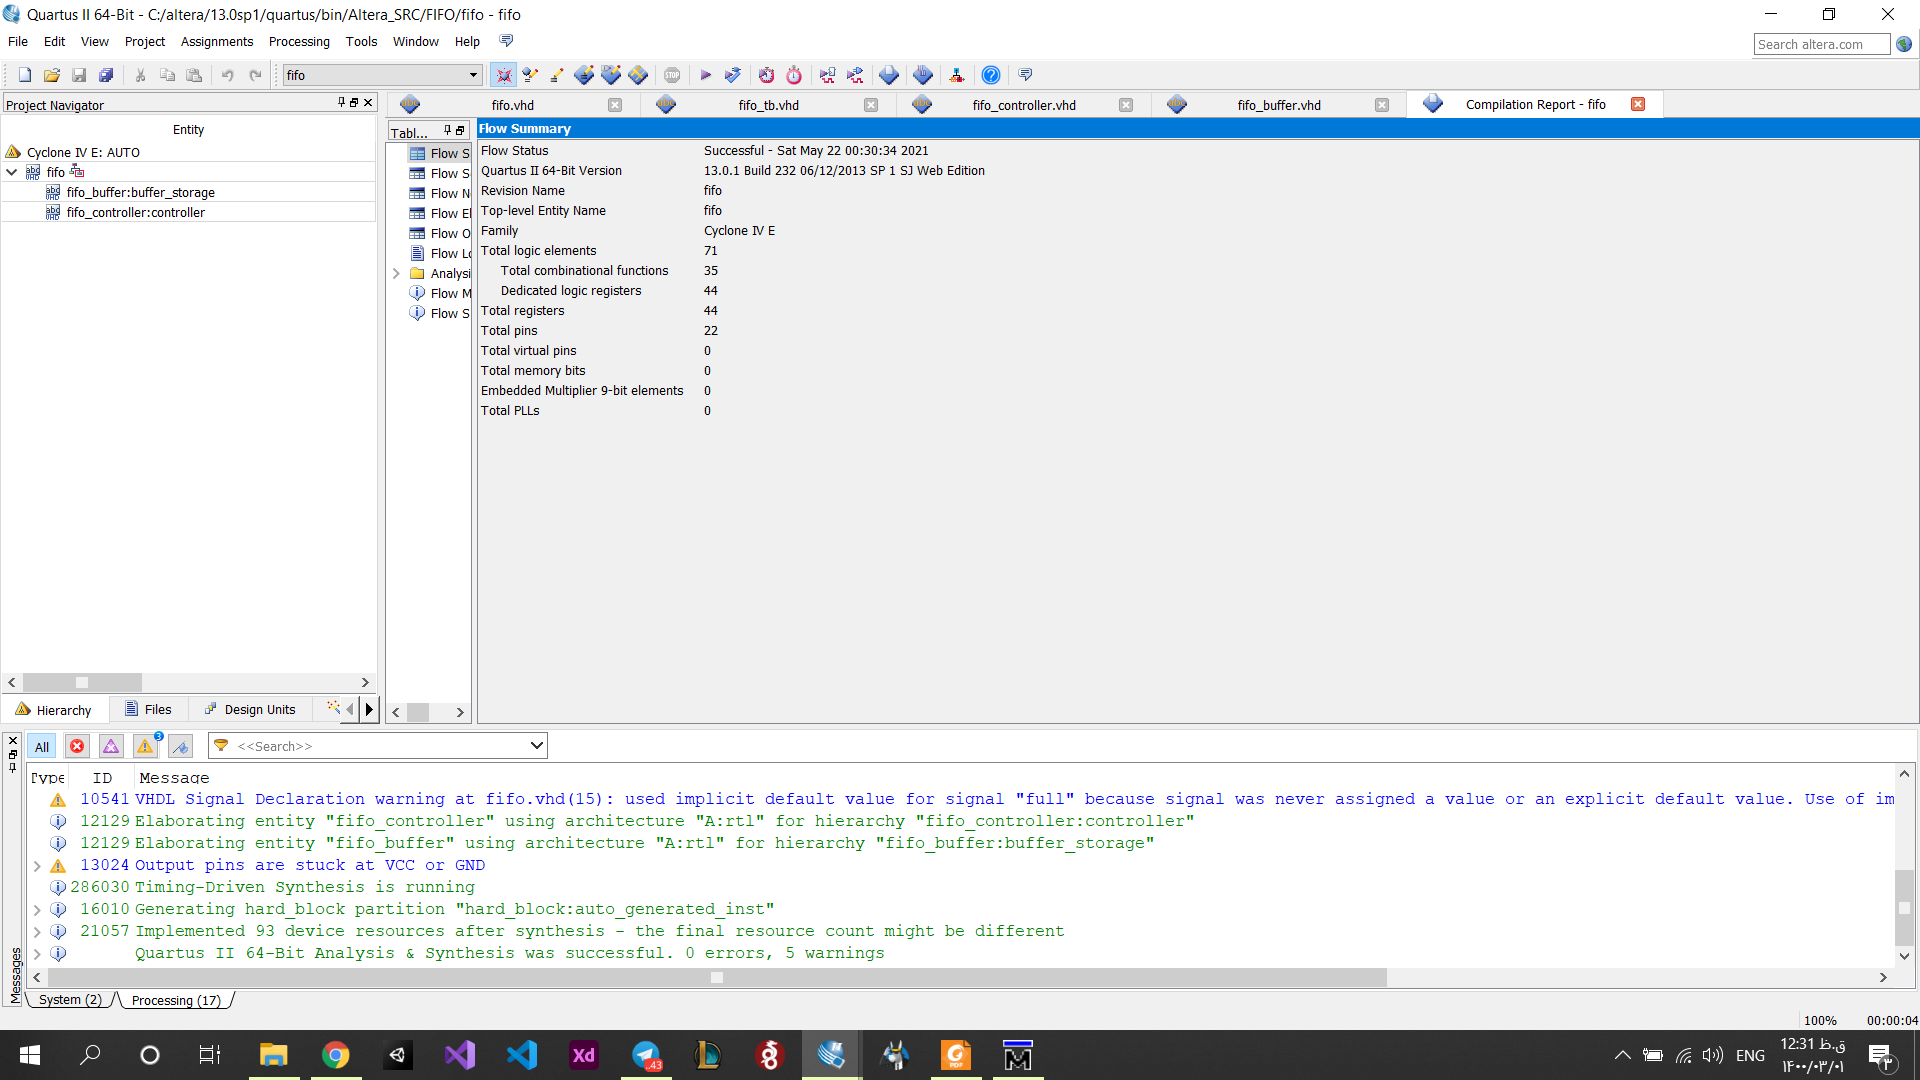 Quartus II 64-Bit - C:/altera/13.0sp1/quartus/bin/Altera_SRC/FIFO/fifo - fifo
File Edit View Project Assignments Processing Tools Window Help
Search altera.com
fifo
STOP
Project Navigator
Entity
Cyclone IV E: AUTO
fifo
fifo_buffer:buffer_storage
fifo_controller:controller
Hierarchy Files Design Units
fifo.vhd fifo_tb.vhd fifo_controller.vhd fifo_buffer.vhd Compilation Report - fifo
Tabl...
Flow S
Flow S
Flow N
Flow El
Flow O
Flow Lo
Analysi
Flow M
Flow S
Flow Summary
Flow Status Successful - Sat May 22 00:30:34 2021
Quartus II 64-Bit Version 13.0.1 Build 232 06/12/2013 SP 1 SJ Web Edition
Revision Name fifo
Top-level Entity Name fifo
Family Cyclone IV E
Total logic elements 71
Total combinational functions 35
Dedicated logic registers 44
Total registers 44
Total pins 22
Total virtual pins 0
Total memory bits 0
Embedded Multiplier 9-bit elements 0
Total PLLs 0
All 3 <<Search>>
Type ID Message
10541 VHDL Signal Declaration warning at fifo.vhd(15): used implicit default value for signal "full" because signal was never assigned a value or an explicit default value. Use of im
12129 Elaborating entity "fifo_controller" using architecture "A:rtl" for hierarchy "fifo_controller:controller"
12129 Elaborating entity "fifo_buffer" using architecture "A:rtl" for hierarchy "fifo_buffer:buffer_storage"
13024 Output pins are stuck at VCC or GND
286030 Timing-Driven Synthesis is running
16010 Generating hard_block partition "hard_block:auto_generated_inst"
21057 Implemented 93 device resources after synthesis - the final resource count might be different
Quartus II 64-Bit Analysis & Synthesis was successful. 0 errors, 5 warnings
Messages
System (2) Processing (17)
100% 00:00:04
Xd
..43
PDF
ENG
12:31 ق.ظ
۱۴۰۰/۰۳/۰۱
۳